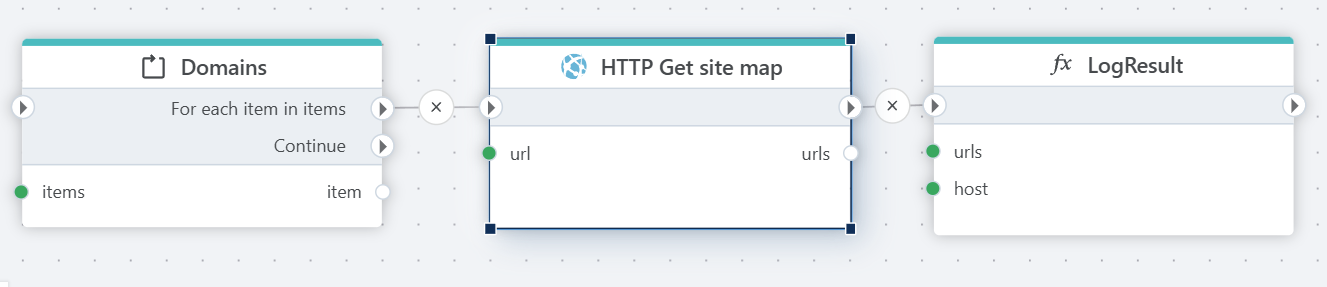 Domains
For each item in items
Continue
items
item
HTTP Get site map
url
urls
fx LogResult
urls
host